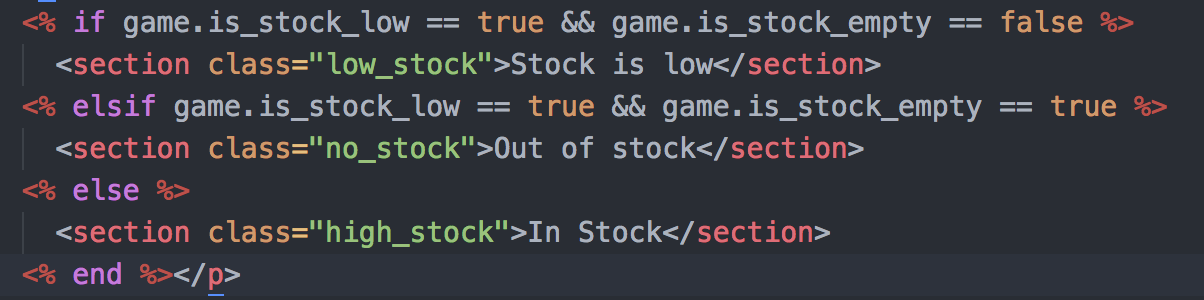 <% if game.is_stock_low == true && game.is_stock_empty == false %>
<section class="low_stock">Stock is low</section>
<% elsif game.is_stock_low == true && game.is_stock_empty == true %>
<section class="no_stock">Out of stock</section>
<% else %>
<section class="high_stock">In Stock</section>
<% end %></p>